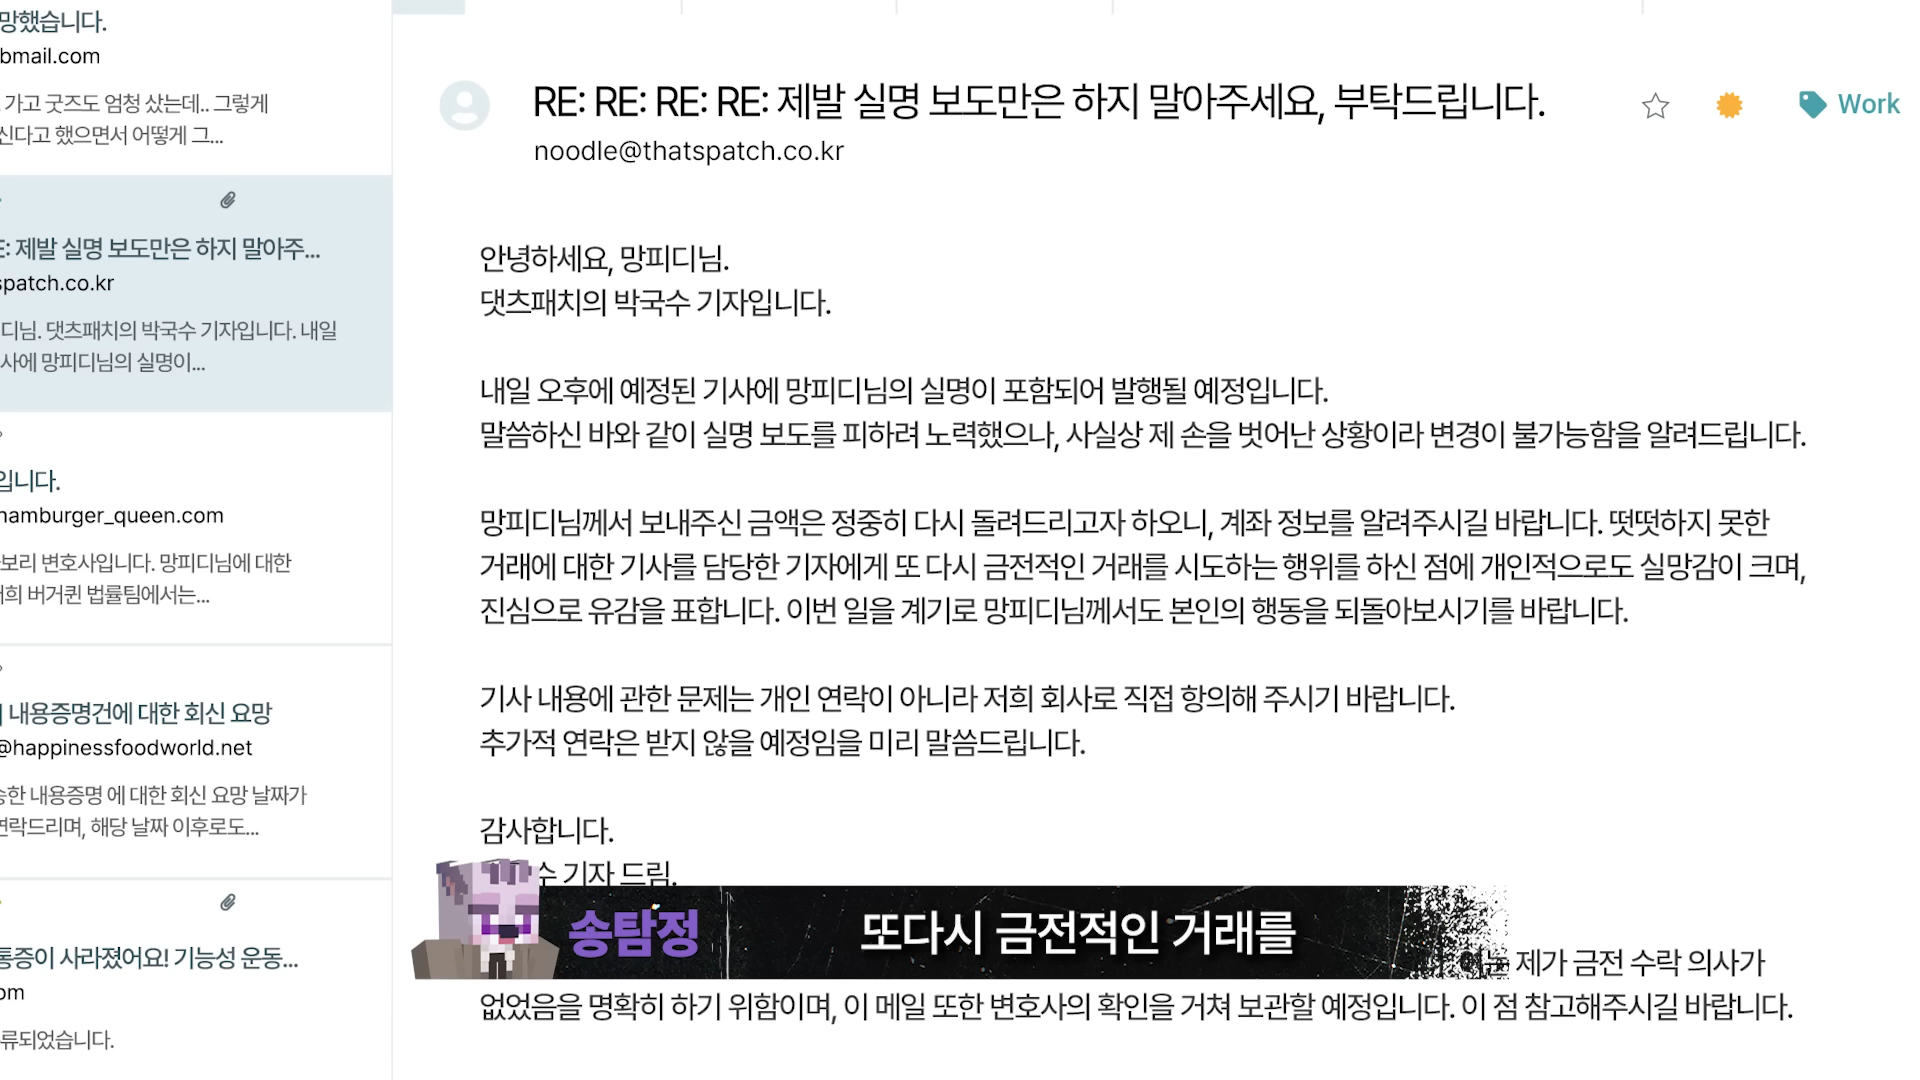 망했습니다.
bmail.com
가고 굿즈도 엄청 샀는데.. 그렇게
신다고 했으면서 어떻게 그...
E: 제발 실명 보도만은 하지 말아주...
spatch.co.kr
디님. 댓츠패치의 박국수 기자입니다. 내일
사에 망피디님의 실명이...
입니다.
hamburger_queen.com
보리 변호사입니다. 망피디님에 대한
저희 버거퀸 법률팀에서는...
내용증명건에 대한 회신 요망
@happinessfoodworld.net
송한 내용증명 에 대한 회신 요망 날짜가
연락드리며, 해당 날짜 이후로도...
통증이 사라졌어요! 기능성 운동...
om
류되었습니다.
RE: RE: RE: RE: 제발 실명 보도만은 하지 말아주세요, 부탁드립니다.
Work
noodle@thatspatch.co.kr
안녕하세요, 망피디님.
댓츠패치의 박국수 기자입니다.
내일 오후에 예정된 기사에 망피디님의 실명이 포함되어 발행될 예정입니다.
말씀하신 바와 같이 실명 보도를 피하려 노력했으나, 사실상 제 손을 벗어난 상황이라 변경이 불가능함을 알려드립니다.
망피디님께서 보내주신 금액은 정중히 다시 돌려드리고자 하오니, 계좌 정보를 알려주시길 바랍니다. 떳떳하지 못한
거래에 대한 기사를 담당한 기자에게 또 다시 금전적인 거래를 시도하는 행위를 하신 점에 개인적으로도 실망감이 크며,
진심으로 유감을 표합니다. 이번 일을 계기로 망피디님께서도 본인의 행동을 되돌아보시기를 바랍니다.
기사 내용에 관한 문제는 개인 연락이 아니라 저희 회사로 직접 항의해 주시기 바랍니다.
추가적 연락은 받지 않을 예정임을 미리 말씀드립니다.
감사합니다.
수 기자 드림.
송탐정 또다시 금전적인 거래를
제가 금전 수락 의사가
없었음을 명확히 하기 위함이며, 이 메일 또한 변호사의 확인을 거쳐 보관할 예정입니다. 이 점 참고해주시길 바랍니다.